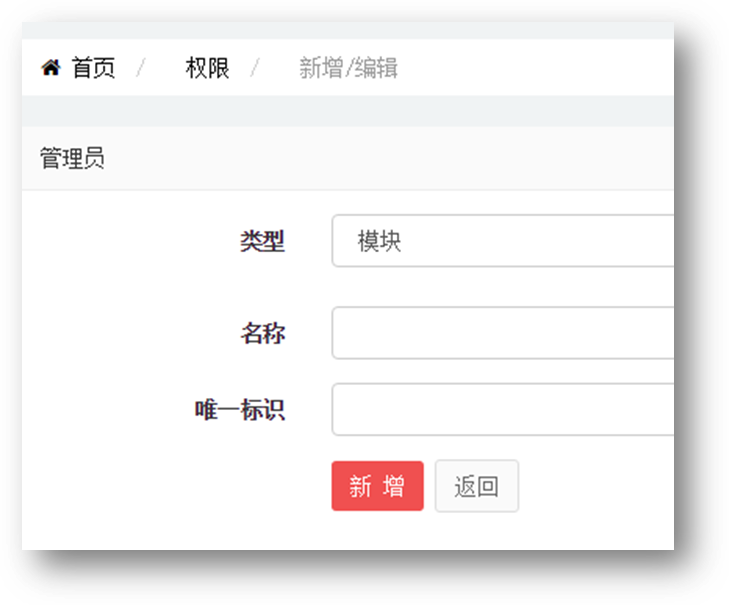 首页 / 权限 / 新增/编辑
管理员
类型 模块
名称
唯一标识
新 增 返回